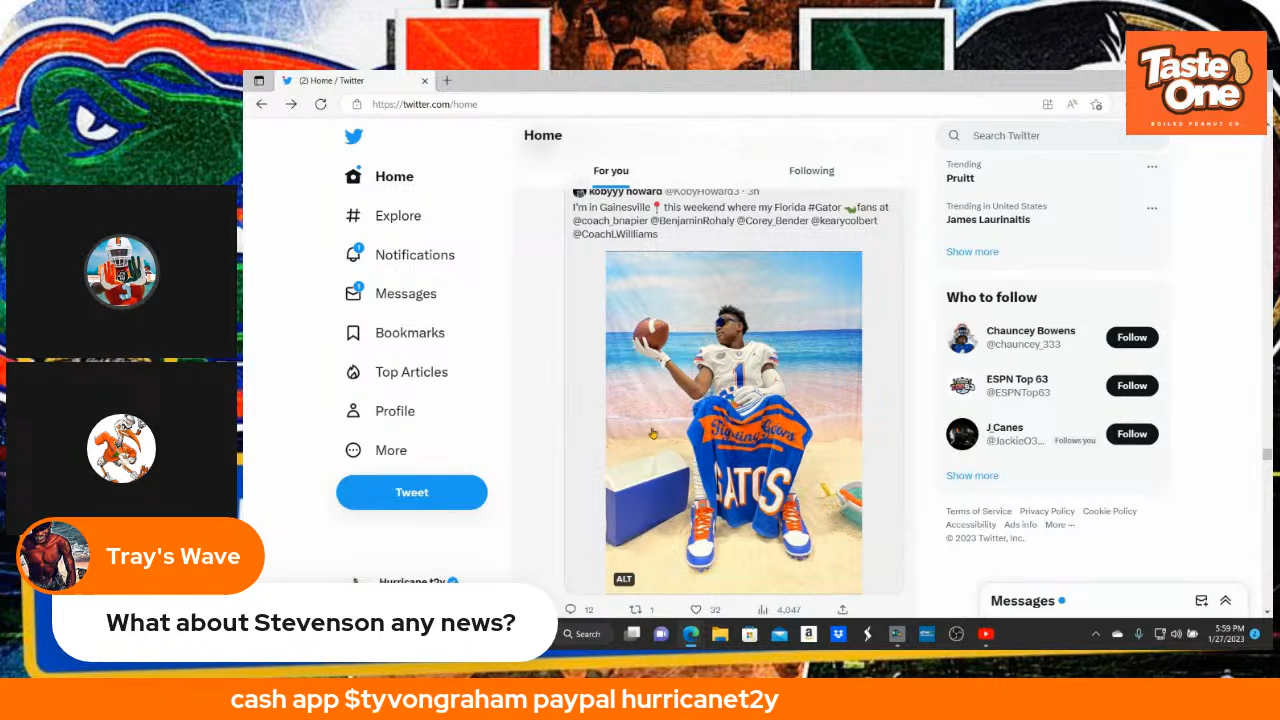 Taste
One
BOILED PEANUT CO.
(2) Home / Twitter
https://twitter.com/home
Home
Explore
Notifications
Messages
Bookmarks
Top Articles
Profile
More
Tweet
Hurricane t2y
Home
For you
Following
kobyyy howard @KobyHoward3 · 3h
I'm in Gainesville📍this weekend where my Florida #Gator 🐊fans at
@coach_bnapier @BenjaminRohaly @Corey_Bender @kearycolbert
@CoachLWilliams
1
Fighting
GATORS
ALT
12
1
32
4,047
Search Twitter
Trending
Pruitt
Trending in United States
James Laurinaitis
Show more
Who to follow
Chauncey Bowens
@chauncey_333
Follow
ESPN Top 63
@ESPNTop63
Follow
J_Canes
@JackieO3... Follows you
Follow
Show more
Terms of Service Privacy Policy Cookie Policy
Accessibility Ads info More ···
© 2023 Twitter, Inc.
Messages
Search
5:59 PM
1/27/2023
Tray's Wave
What about Stevenson any news?
cash app $tyvongraham paypal hurricanet2y